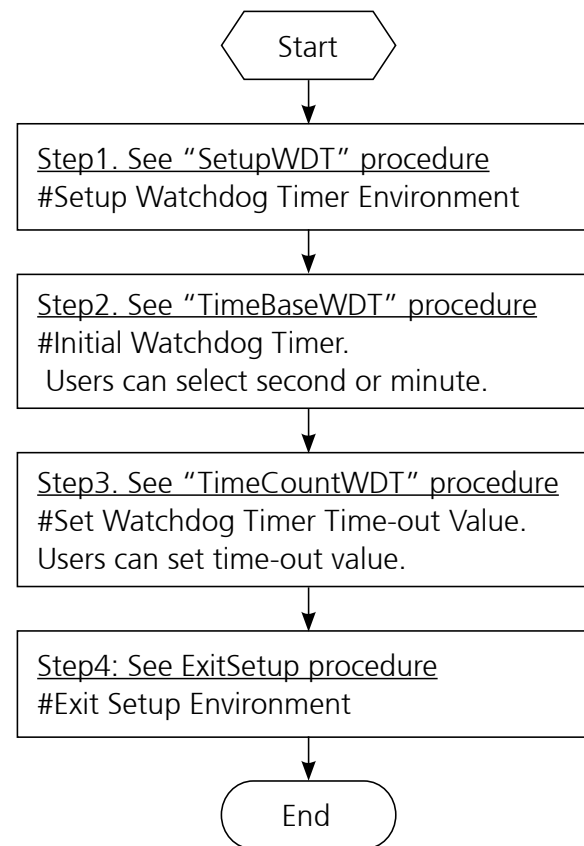 Start
Step1. See “SetupWDT” procedure
#Setup Watchdog Timer Environment
Step2. See “TimeBaseWDT” procedure
#Initial Watchdog Timer.
Users can select second or minute.
Step3. See “TimeCountWDT” procedure
#Set Watchdog Timer Time-out Value.
Users can set time-out value.
Step4: See ExitSetup procedure
#Exit Setup Environment
End